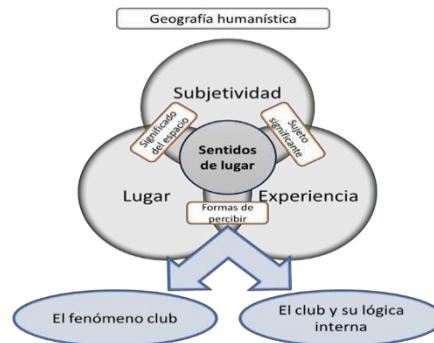 Geografía humanística
Subjetividad
Significado
del espacio
Sujeto
significante
Sentidos
de lugar
Lugar
Experiencia
Formas de
percibir
El fenómeno club
El club y su lógica
interna